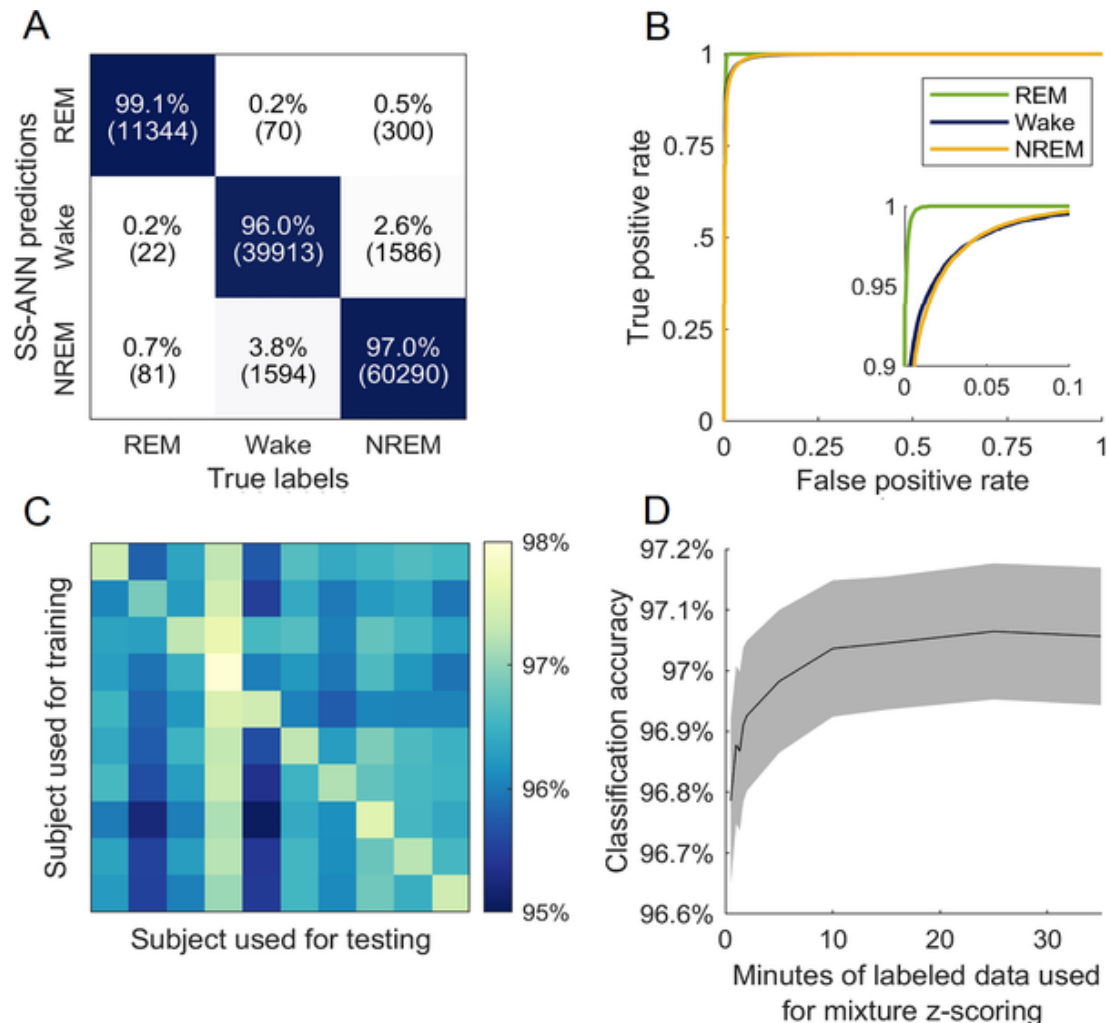 A
SS-ANN predictions
REM
99.1%
(11344)
0.2%
(70)
0.5%
(300)
Wake
0.2%
(22)
96.0%
(39913)
2.6%
(1586)
NREM
0.7%
(81)
3.8%
(1594)
97.0%
(60290)
REM
Wake
NREM
True labels
B
True positive rate
1
0.75
.5
0.25
0
REM
Wake
NREM
1
0.95
0.9
0
0.05
0.1
0
0.25
0.5
0.75
1
False positive rate
C
Subject used for training
98%
97%
96%
95%
Subject used for testing
D
Classification accuracy
97.2%
97.1%
97%
96.9%
96.8%
96.7%
96.6%
0
10
20
30
Minutes of labeled data used
for mixture z-scoring